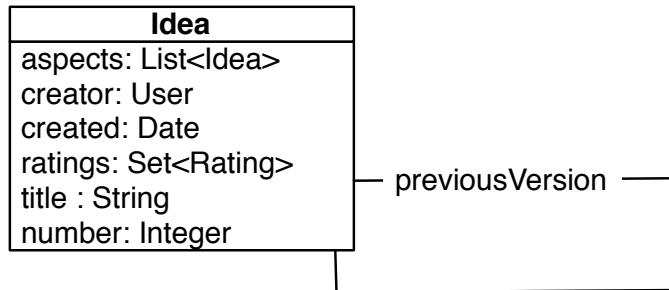 Idea
aspects: List<Idea>
creator: User
created: Date
ratings: Set<Rating>
title : String
number: Integer
previousVersion